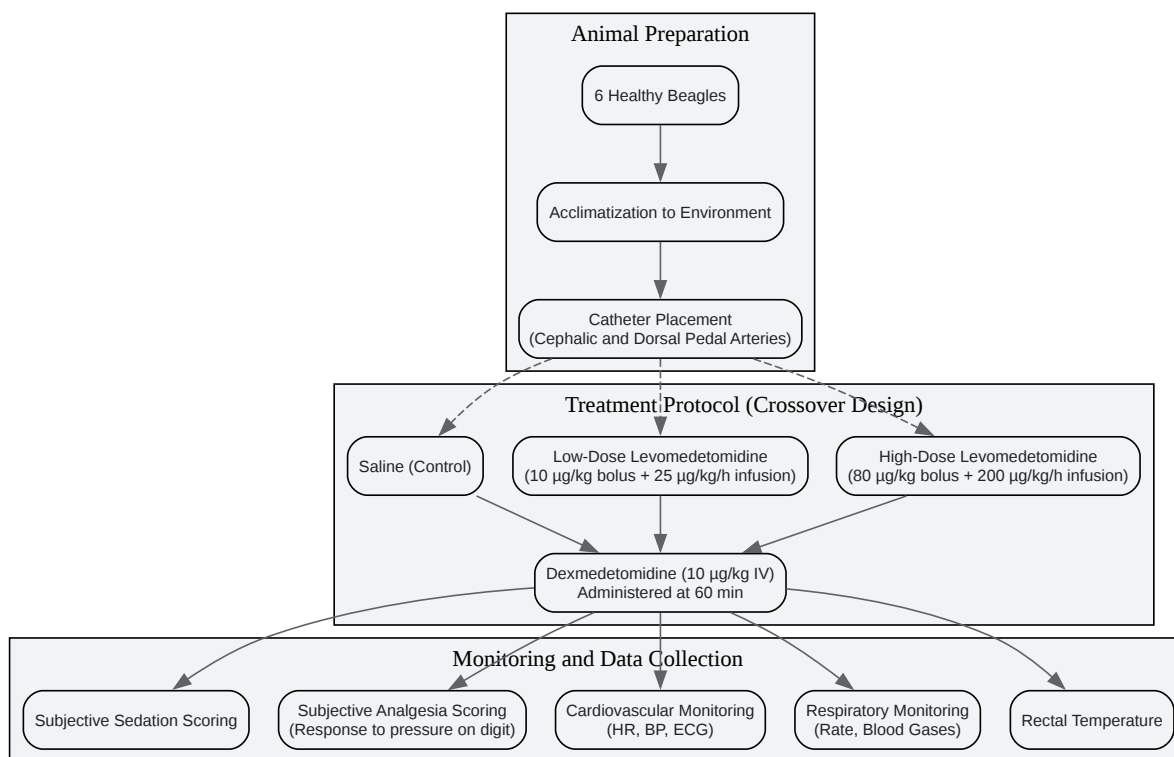 Animal Preparation
6 Healthy Beagles
Acclimatization to Environment
Catheter Placement
(Cephalic and Dorsal Pedal Arteries)
Treatment Protocol (Crossover Design)
Saline (Control)
Low-Dose Levomedetomidine
(10 µg/kg bolus + 25 µg/kg/h infusion)
High-Dose Levomedetomidine
(80 µg/kg bolus + 200 µg/kg/h infusion)
Dexmedetomidine (10 µg/kg IV)
Administered at 60 min
Monitoring and Data Collection
Subjective Sedation Scoring
Subjective Analgesia Scoring
(Response to pressure on digit)
Cardiovascular Monitoring
(HR, BP, ECG)
Respiratory Monitoring
(Rate, Blood Gases)
Rectal Temperature